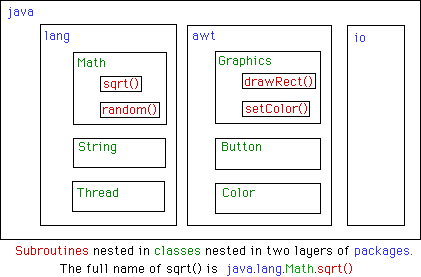 java
lang
Math
sqrt()
random()
String
Thread
awt
Graphics
drawRect()
setColor()
Button
Color
io
Subroutines nested in classes nested in two layers of packages.
The full name of sqrt() is java.lang.Math.sqrt()